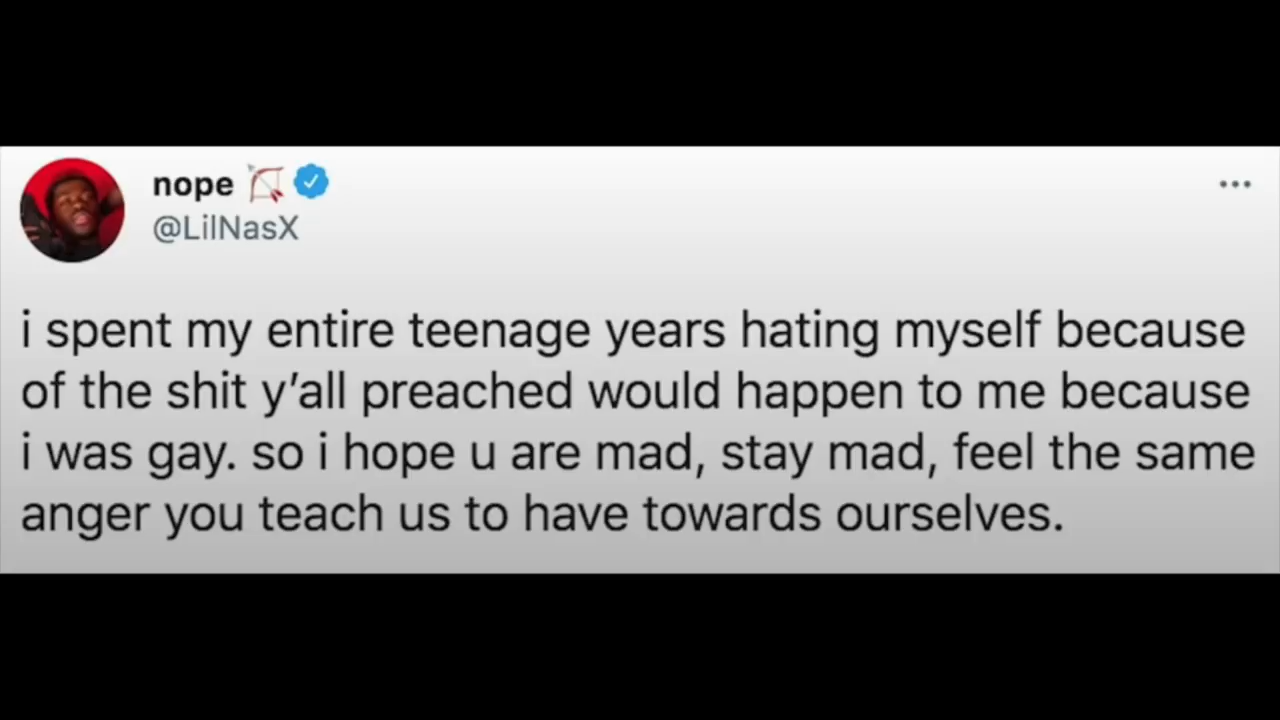 nope 🏹
@LilNasX
i spent my entire teenage years hating myself because
of the shit y’all preached would happen to me because
i was gay. so i hope u are mad, stay mad, feel the same
anger you teach us to have towards ourselves.